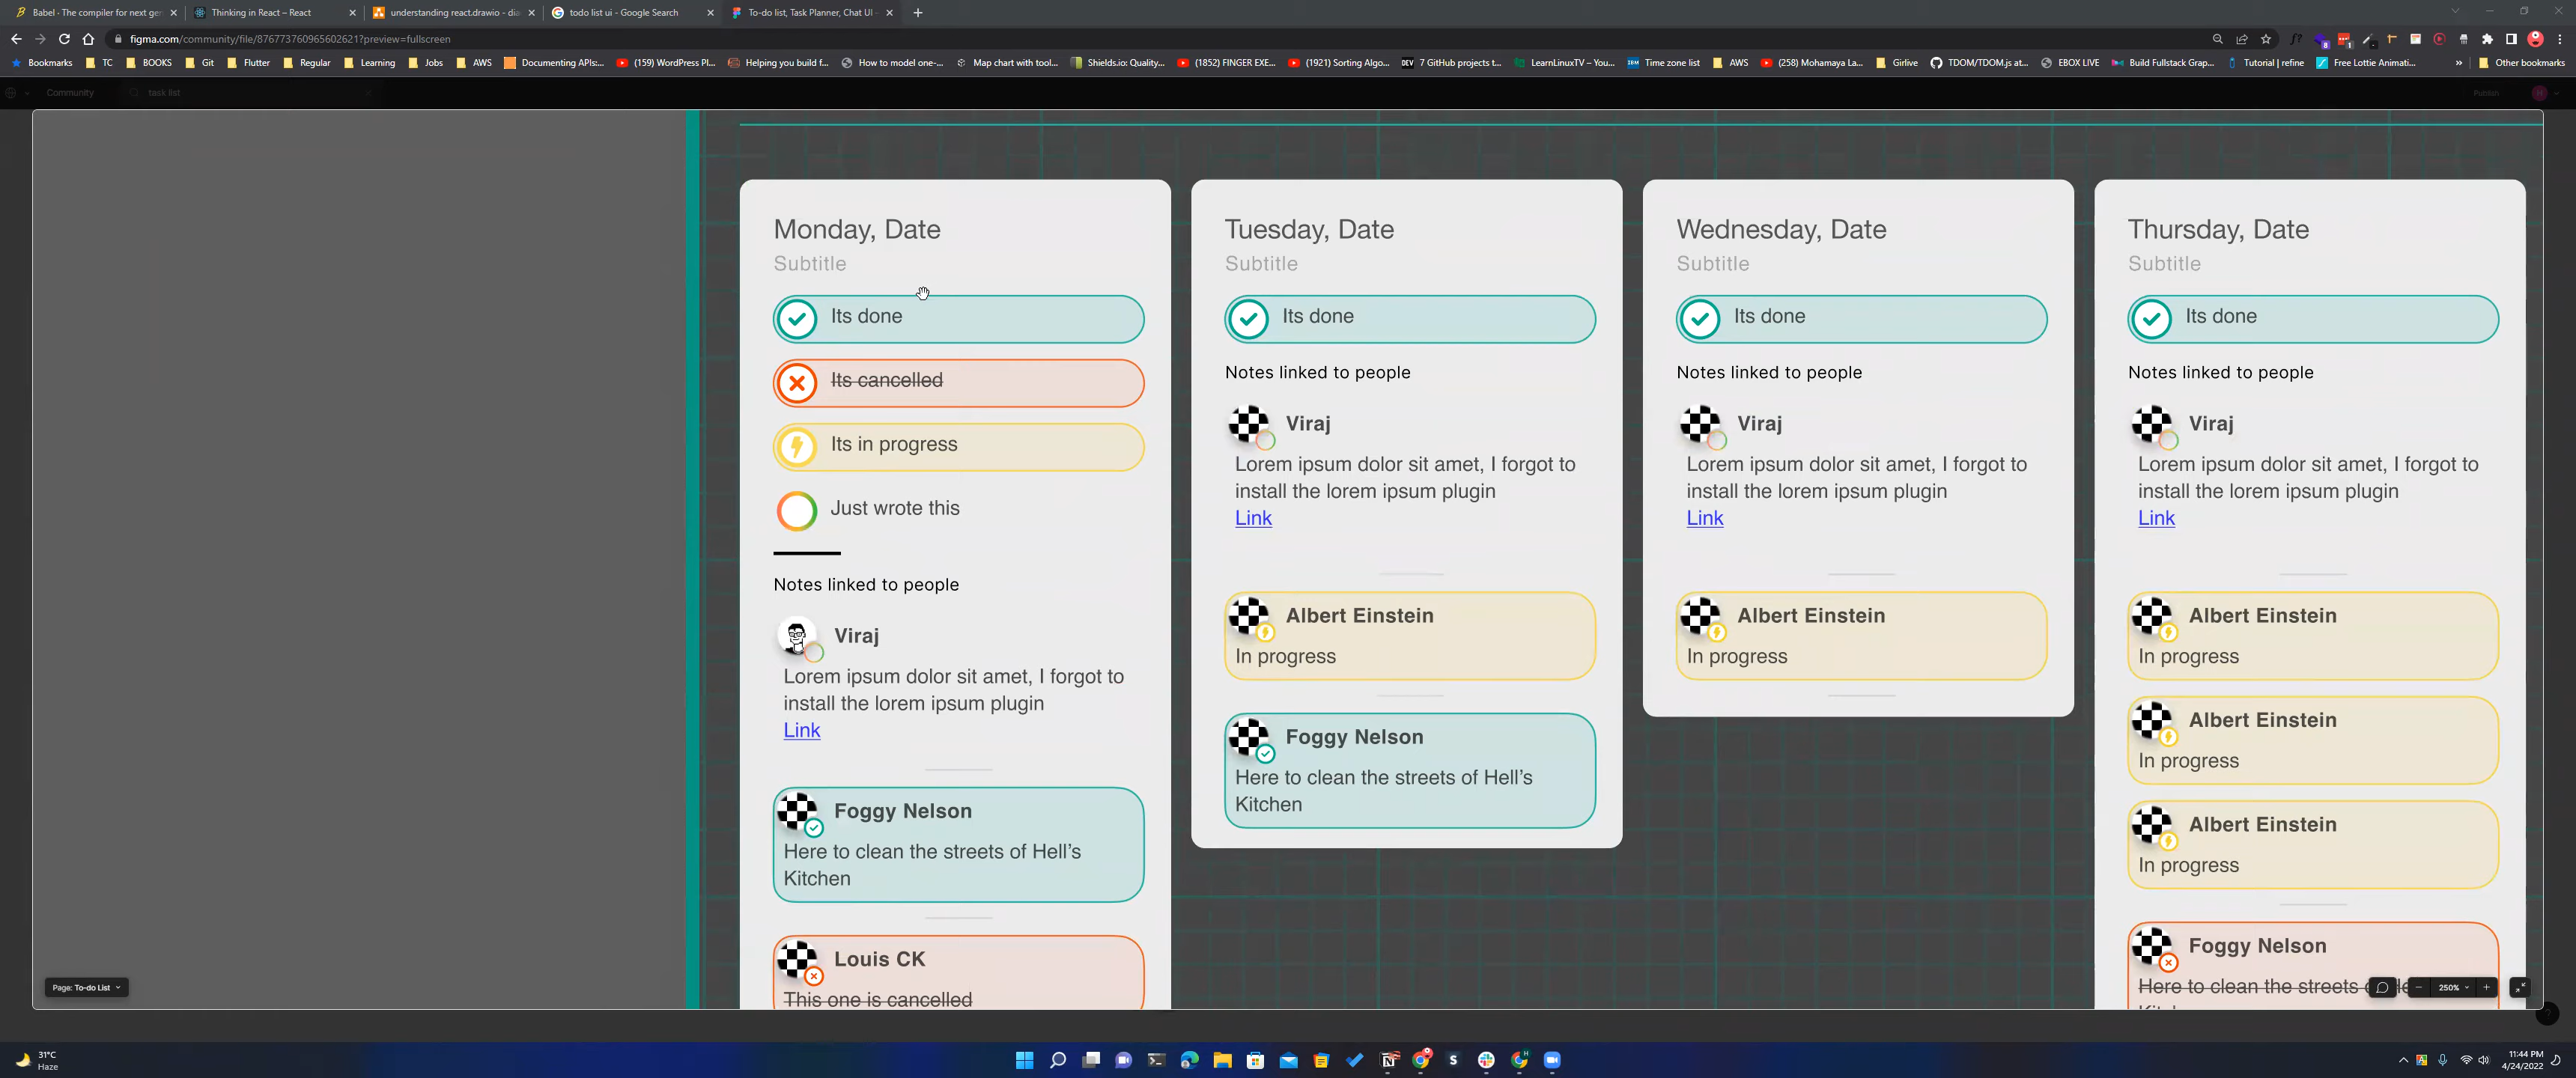 Babel · The compiler for next gen
Thinking in React – React
understanding react.drawio - dia
todo list ui - Google Search
To-do list, Task Planner, Chat UI -
figma.com/community/file/876773760965602621?preview=fullscreen
Bookmarks
TC
BOOKS
Git
Flutter
Regular
Learning
Jobs
AWS
Documenting APIs:...
(159) WordPress Pl...
Helping you build f...
How to model one-...
Map chart with tool...
Shields.io: Quality...
(1852) FINGER EXE...
(1921) Sorting Algo...
7 GitHub projects t...
LearnLinuxTV – You...
Time zone list
AWS
(258) Mohamaya La...
Girlive
TDOM/TDOM.js at...
EBOX LIVE
Build Fullstack Grap...
Tutorial | refine
Free Lottie Animati...
»
Other bookmarks
Community
task list
Publish
Monday, Date
Subtitle
Its done
Its cancelled
Its in progress
Just wrote this
Notes linked to people
Viraj
Lorem ipsum dolor sit amet, I forgot to
install the lorem ipsum plugin
Link
Foggy Nelson
Here to clean the streets of Hell's
Kitchen
Louis CK
This one is cancelled
Tuesday, Date
Subtitle
Its done
Notes linked to people
Viraj
Lorem ipsum dolor sit amet, I forgot to
install the lorem ipsum plugin
Link
Albert Einstein
In progress
Foggy Nelson
Here to clean the streets of Hell's
Kitchen
Wednesday, Date
Subtitle
Its done
Notes linked to people
Viraj
Lorem ipsum dolor sit amet, I forgot to
install the lorem ipsum plugin
Link
Albert Einstein
In progress
Thursday, Date
Subtitle
Its done
Notes linked to people
Viraj
Lorem ipsum dolor sit amet, I forgot to
install the lorem ipsum plugin
Link
Albert Einstein
In progress
Albert Einstein
In progress
Albert Einstein
In progress
Foggy Nelson
Here to clean the streets
Page: To-do List
250%
31°C
Haze
11:44 PM
4/24/2022